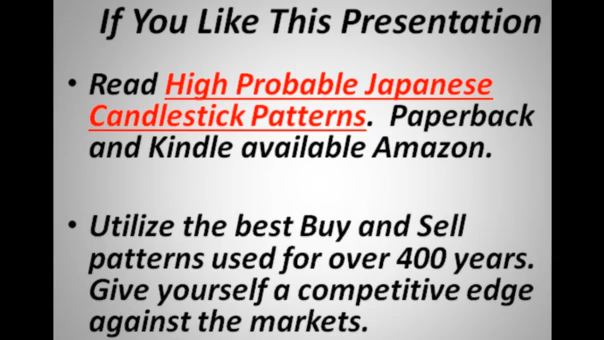 If You Like This Presentation
• Read High Probable Japanese
Candlestick Patterns. Paperback
and Kindle available Amazon.
• Utilize the best Buy and Sell
patterns used for over 400 years.
Give yourself a competitive edge
against the markets.